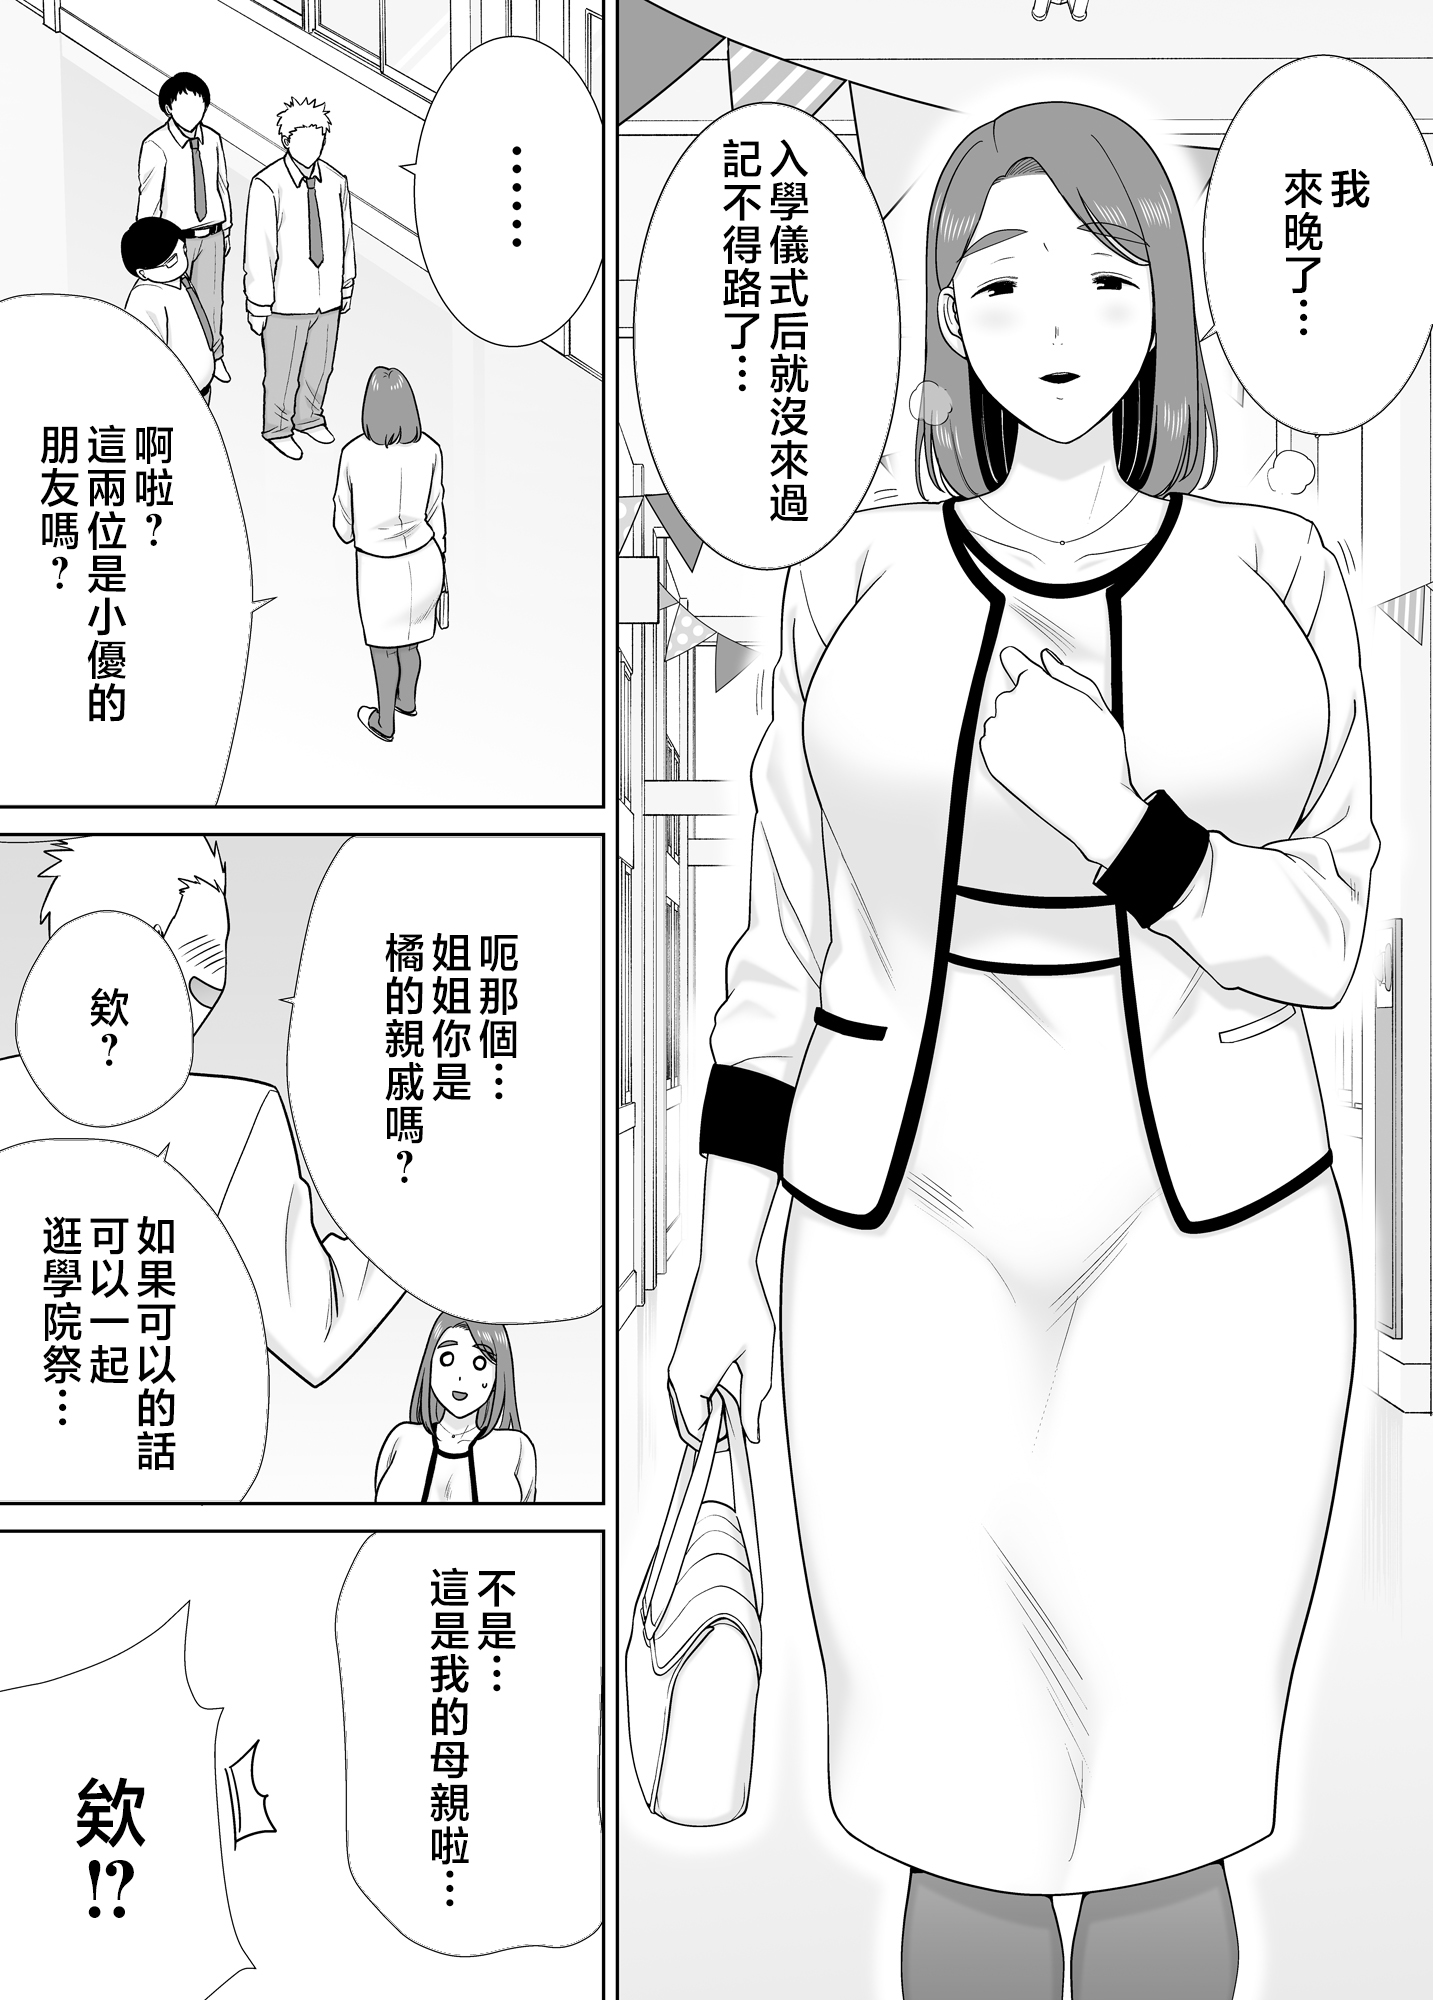 我
來晚了…
入學儀式后就沒來過
記不得路了…
……
啊啦?
這兩位是小優的
朋友嗎?
呃那個…
姐姐你是
橘的親戚嗎?
欸?
如果可以的話
可以一起
逛學院祭…
不是…
這是我的母親啦…
欸!?